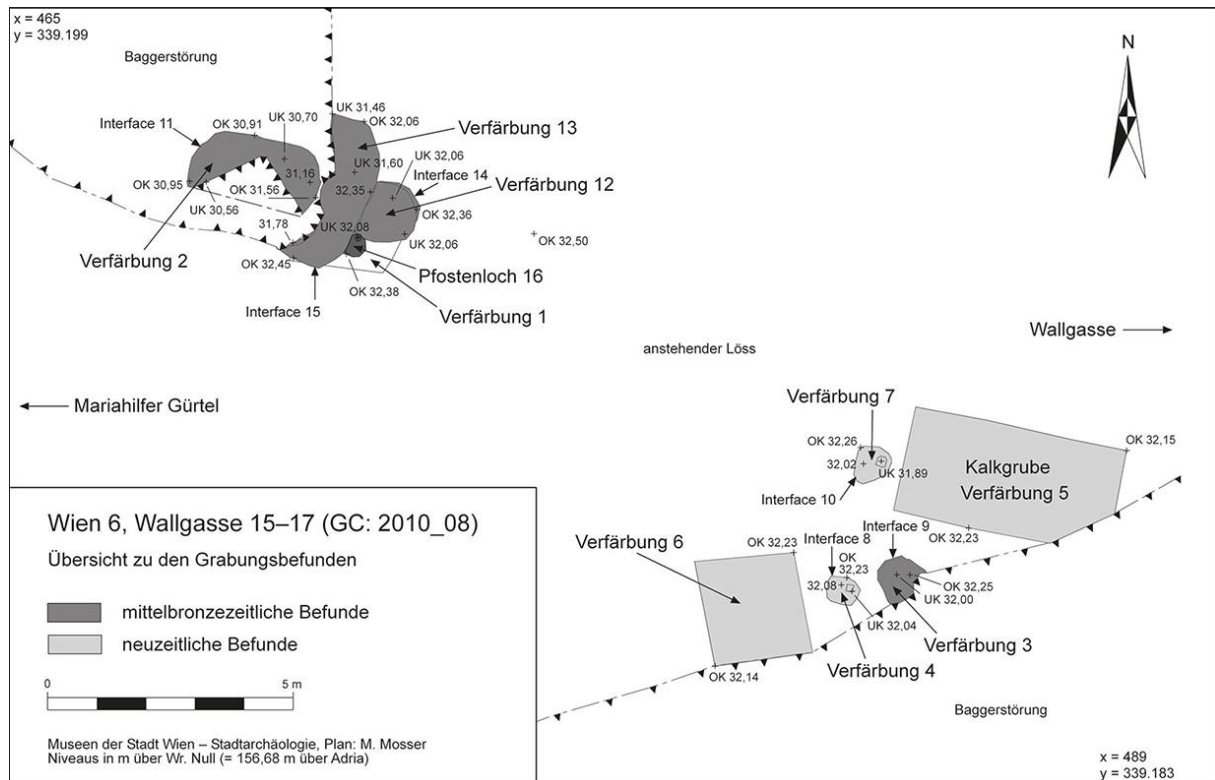 x = 465
y = 339.199
Baggerstörung
N
UK 31,46
OK 32,06
OK 30,91
UK 30,70
Interface 11
Verfärbung 13
UK 31,60
UK 32,06
Interface 14
31,16
OK 30,95
OK 31,56
32,35
Verfärbung 12
UK 30,56
OK 32,36
31,78
UK 32,08
UK 32,06
OK 32,50
Verfärbung 2
OK 32,45
Pfostenloch 16
OK 32,38
Interface 15
Verfärbung 1
Wallgasse
anstehender Löss
Mariahilfer Gürtel
Verfärbung 7
OK 32,26
OK 32,15
32,02
UK 31,89
Kalkgrube
Verfärbung 5
Interface 10
Interface 9
OK 32,23
Interface 8
Verfärbung 6
OK 32,23
OK
32,23
32,08
OK 32,25
UK 32,00
UK 32,04
Verfärbung 3
Verfärbung 4
OK 32,14
Baggerstörung
x = 489
y = 339.183
Wien 6, Wallgasse 15–17 (GC: 2010_08)
Übersicht zu den Grabungsbefunden
mittelbronzezeitliche Befunde
neuzeitliche Befunde
0 5 m
Museen der Stadt Wien – Stadtarchäologie, Plan: M. Mosser
Niveaus in m über Wr. Null (= 156,68 m über Adria)